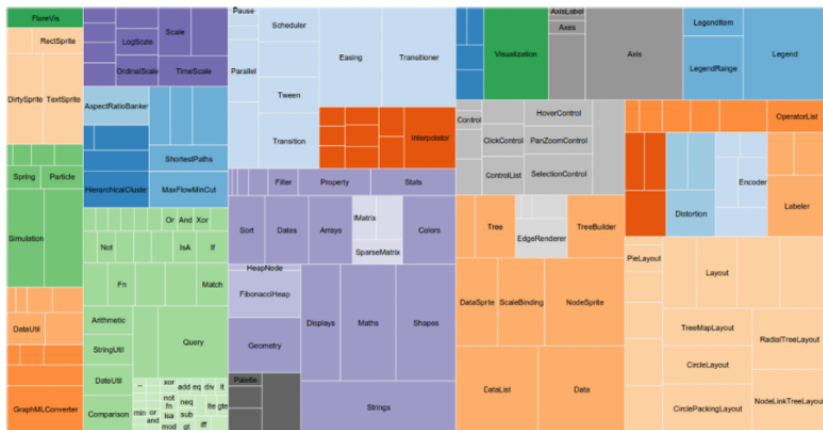 FlareVis
RectSprite
DirtySprite
TextSprite
Spring
Particle
Simulation
DataUtil
GraphMLConverter
Scale
LogScale
OrdinalScale
TimeScale
AspectRatioBanker
ShortestPaths
HierarchicalCluster
MaxFlowMinCut
Or
And
Xor
Not
IsA
If
Fn
Match
Arithmetic
StringUtil
Query
DateUtil
Comparison
--
xor
add
eq
div
lt
not
fn
neq
lte
gte
min
or
isa
sub
and
mod
gt
iff
Pause
Scheduler
Parallel
Easing
Transitioner
Tween
Transition
Interpolator
Filter
Property
Stats
Sort
Dates
Arrays
IMatrix
SparseMatrix
Colors
HeapNode
FibonacciHeap
Geometry
Displays
Maths
Shapes
Palette
Strings
Visualization
AxisLabel
Axes
Axis
LegendItem
LegendRange
Legend
Control
HoverControl
ClickControl
PanZoomControl
ControlList
SelectionControl
OperatorList
Encoder
Distortion
Labeler
Tree
EdgeRenderer
TreeBuilder
DataSprite
ScaleBinding
NodeSprite
DataList
Data
PieLayout
Layout
TreeMapLayout
RadialTreeLayout
CircleLayout
CirclePackingLayout
NodeLinkTreeLayout